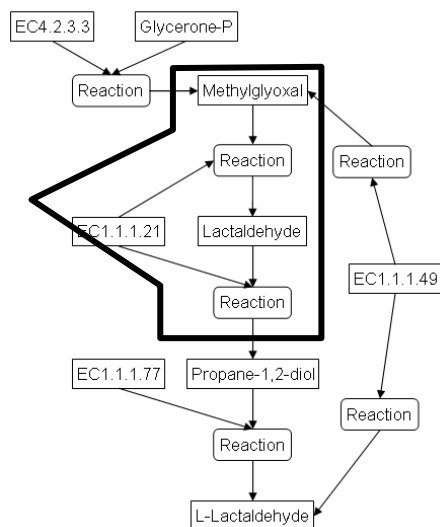 EC4.2.3.3
Glycerone-P
Reaction
Methylglyoxal
Reaction
Reaction
EC1.1.1.21
Lactaldehyde
EC1.1.1.49
Reaction
EC1.1.1.77
Propane-1,2-diol
Reaction
Reaction
L-Lactaldehyde